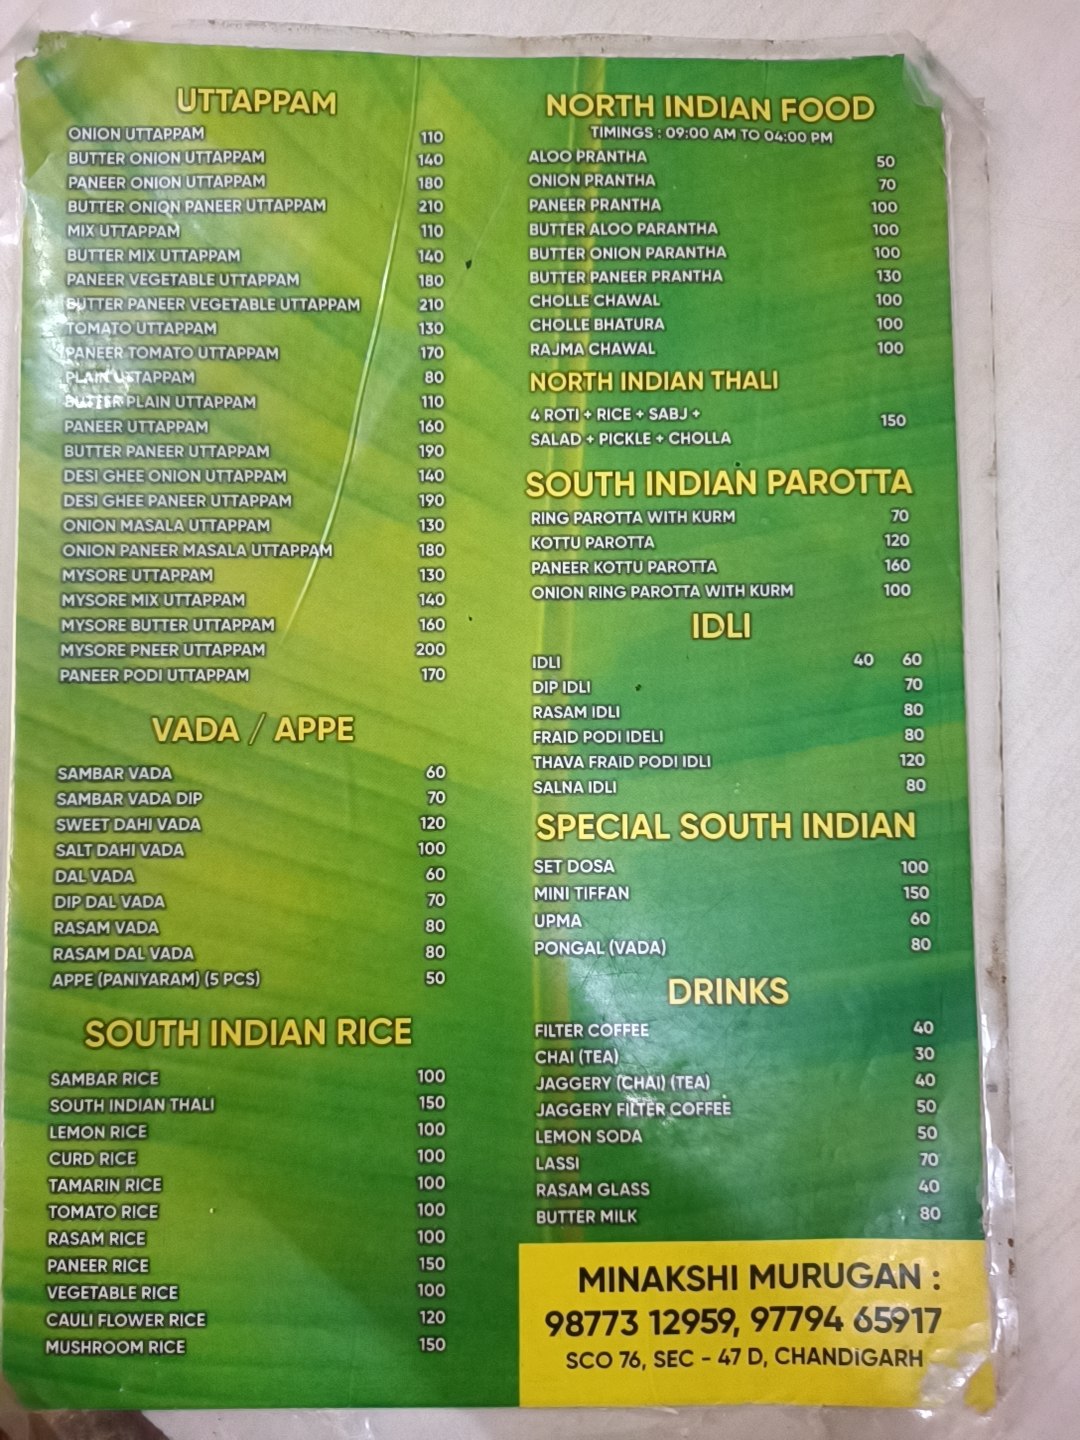 UTTAPPAM
ONION UTTAPPAM 110
BUTTER ONION UTTAPPAM 140
PANEER ONION UTTAPPAM 180
BUTTER ONION PANEER UTTAPPAM 210
MIX UTTAPPAM 110
BUTTER MIX UTTAPPAM 140
PANEER VEGETABLE UTTAPPAM 180
BUTTER PANEER VEGETABLE UTTAPPAM 210
TOMATO UTTAPPAM 130
PANEER TOMATO UTTAPPAM 170
PLAIN UTTAPPAM 80
BUTTER PLAIN UTTAPPAM 110
PANEER UTTAPPAM 160
BUTTER PANEER UTTAPPAM 190
DESI GHEE ONION UTTAPPAM 140
DESI GHEE PANEER UTTAPPAM 190
ONION MASALA UTTAPPAM 130
ONION PANEER MASALA UTTAPPAM 180
MYSORE UTTAPPAM 130
MYSORE MIX UTTAPPAM 140
MYSORE BUTTER UTTAPPAM 160
MYSORE PNEER UTTAPPAM 200
PANEER PODI UTTAPPAM 170
VADA / APPE
SAMBAR VADA 60
SAMBAR VADA DIP 70
SWEET DAHI VADA 120
SALT DAHI VADA 100
DAL VADA 60
DIP DAL VADA 70
RASAM VADA 80
RASAM DAL VADA 80
APPE (PANIYARAM) (5 PCS) 50
SOUTH INDIAN RICE
SAMBAR RICE 100
SOUTH INDIAN THALI 150
LEMON RICE 100
CURD RICE 100
TAMARIN RICE 100
TOMATO RICE 100
RASAM RICE 100
PANEER RICE 150
VEGETABLE RICE 100
CAULI FLOWER RICE 120
MUSHROOM RICE 150
NORTH INDIAN FOOD
TIMINGS : 09:00 AM TO 04:00 PM
ALOO PRANTHA 50
ONION PRANTHA 70
PANEER PRANTHA 100
BUTTER ALOO PARANTHA 100
BUTTER ONION PARANTHA 100
BUTTER PANEER PRANTHA 130
CHOLLE CHAWAL 100
CHOLLE BHATURA 100
RAJMA CHAWAL 100
NORTH INDIAN THALI
4 ROTI + RICE + SABJ +
SALAD + PICKLE + CHOLLA 150
SOUTH INDIAN PAROTTA
RING PAROTTA WITH KURM 70
KOTTU PAROTTA 120
PANEER KOTTU PAROTTA 160
ONION RING PAROTTA WITH KURM 100
IDLI
IDLI 40 60
DIP IDLI 70
RASAM IDLI 80
FRAID PODI IDELI 80
THAVA FRAID PODI IDLI 120
SALNA IDLI 80
SPECIAL SOUTH INDIAN
SET DOSA 100
MINI TIFFAN 150
UPMA 60
PONGAL (VADA) 80
DRINKS
FILTER COFFEE 40
CHAI (TEA) 30
JAGGERY (CHAI) (TEA) 40
JAGGERY FILTER COFFEE 50
LEMON SODA 50
LASSI 70
RASAM GLASS 40
BUTTER MILK 80
MINAKSHI MURUGAN :
98773 12959, 97794 65917
SCO 76, SEC - 47 D, CHANDIGARH